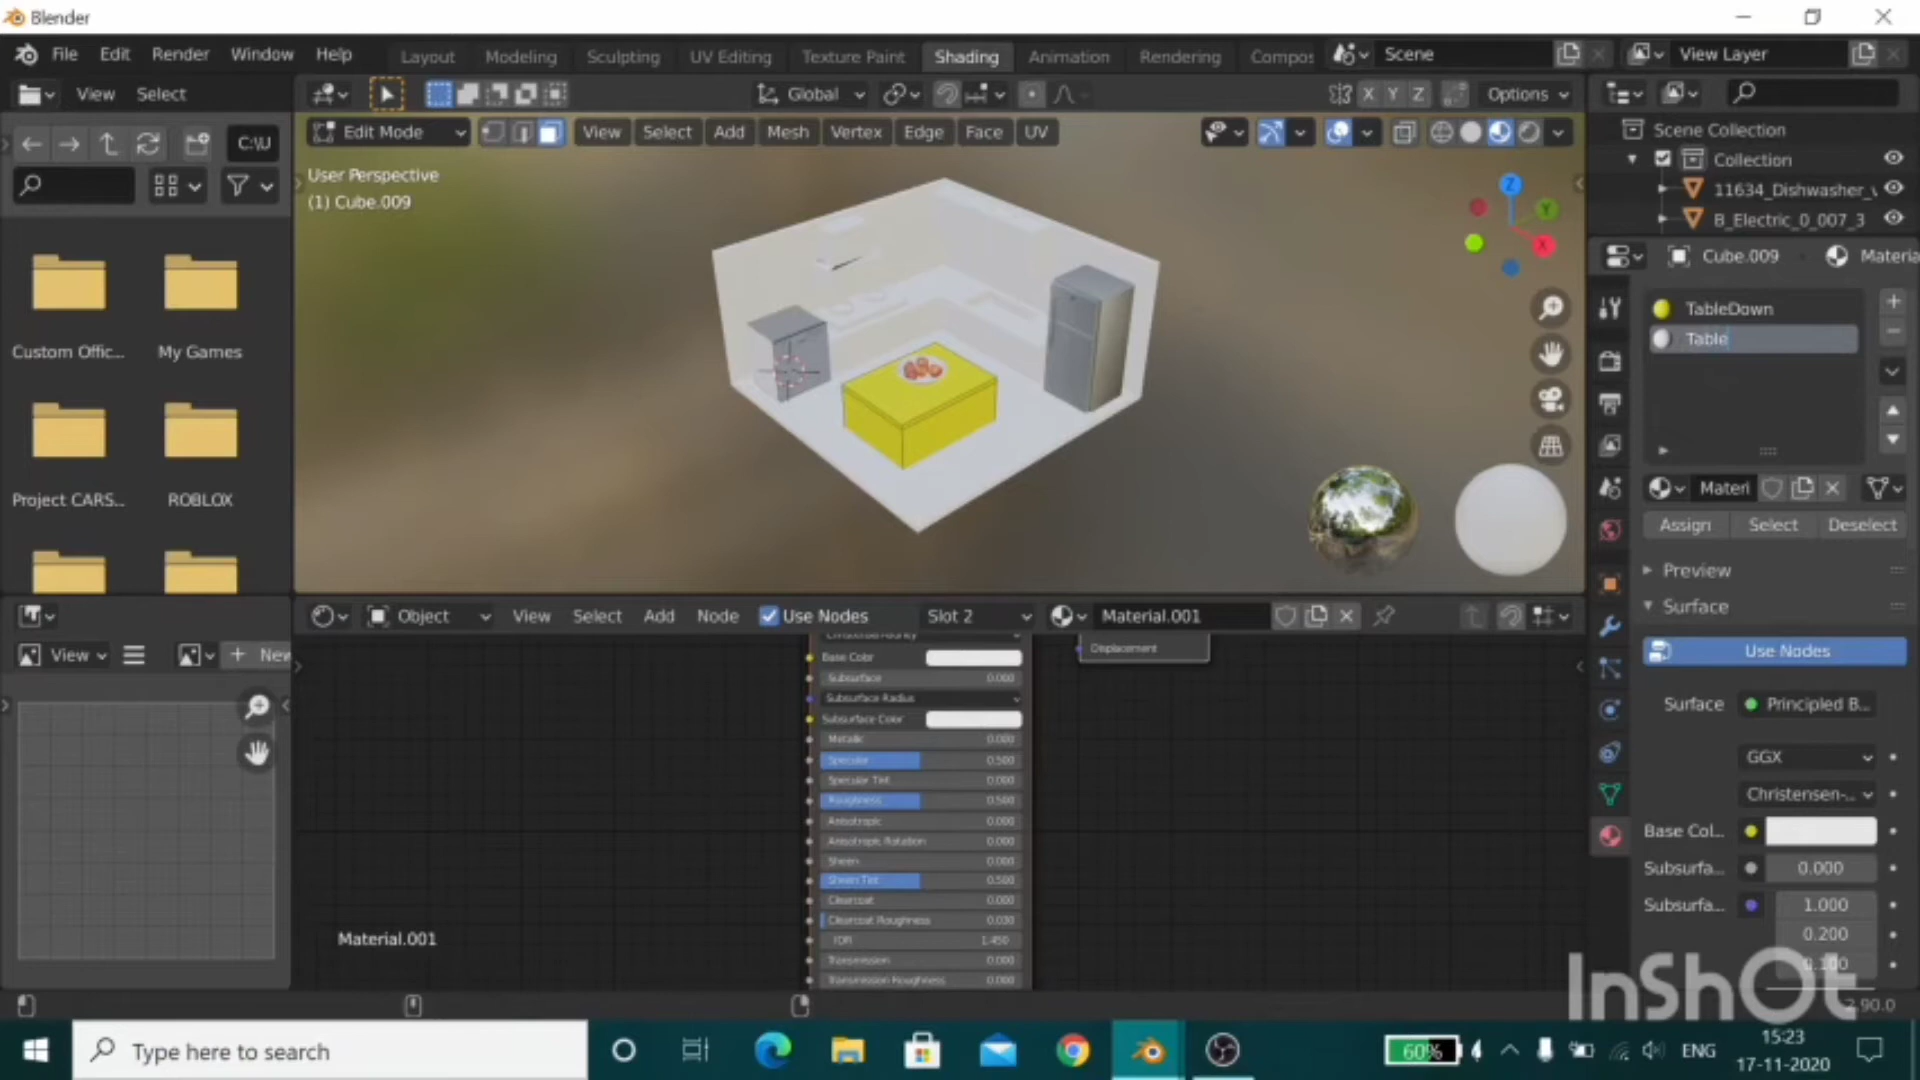 Blender
File Edit Render Window Help Layout Modeling Sculpting UV Editing Texture Paint Shading Animation Rendering Compos Scene View Layer
View Select Global X Y Z Options
C:\U Edit Mode View Select Add Mesh Vertex Edge Face UV
User Perspective
(1) Cube.009
Z Y X
Scene Collection
Collection
11634_Dishwasher_v
B_Electric_0_007_3
Cube.009 Materia
TableDown
Table
Materi
Assign Select Deselect
Preview
Surface
Use Nodes
Surface Principled B...
GGX
Christensen-...
Base Col...
Subsurfa... 0.000
Subsurfa... 1.000
0.200
0.100
Custom Offic... My Games
Project CARS... ROBLOX
View New
Object View Select Add Node Use Nodes Slot 2 Material.001
Displacement
Base Color
Subsurface 0.000
Subsurface Radius
Subsurface Color
Metallic 0.000
Specular 0.500
Specular Tint 0.000
Roughness 0.500
Anisotropic 0.000
Anisotropic Rotation 0.000
Sheen 0.000
Sheen Tint 0.500
Clearcoat 0.000
Clearcoat Roughness 0.030
IOR 1.450
Transmission 0.000
Transmission Roughness 0.000
Material.001
InShOt
2.90.0
Type here to search
60% ENG 15:23
17-11-2020